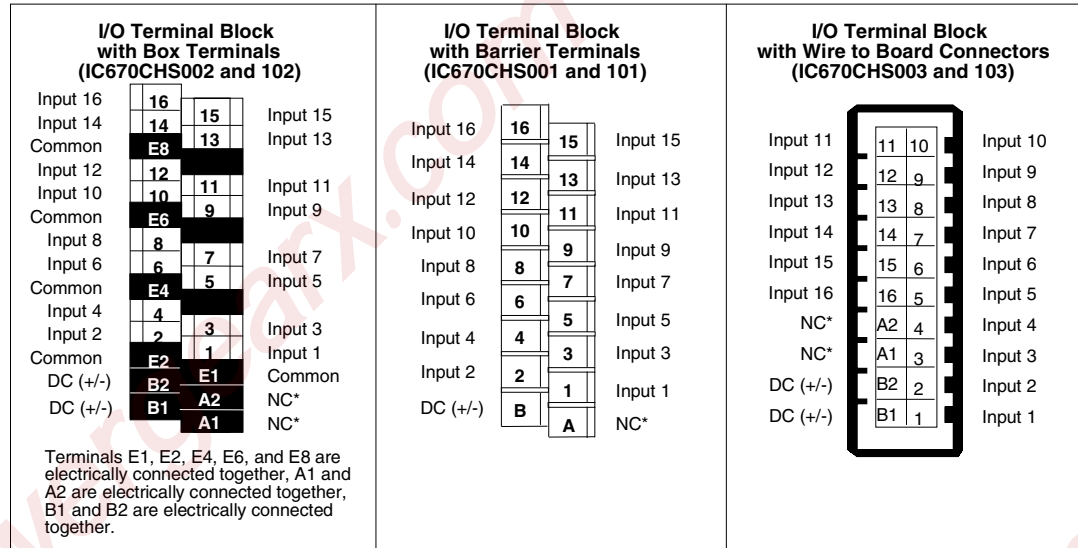 I/O Terminal Block
with Box Terminals
(IC670CHS002 and 102)
Input 16 16
15 Input 15
Input 14 14
13 Input 13
Common E8
Input 12 12
11 Input 11
Input 10 10
9 Input 9
Common E6
Input 8 8
7 Input 7
Input 6 6
5 Input 5
Common E4
Input 4 4
3 Input 3
Input 2 2
1 Input 1
Common E2
E1 Common
DC (+/-) B2
A2 NC*
DC (+/-) B1
A1 NC*
Terminals E1, E2, E4, E6, and E8 are
electrically connected together, A1 and
A2 are electrically connected together,
B1 and B2 are electrically connected
together.
I/O Terminal Block
with Barrier Terminals
(IC670CHS001 and 101)
Input 16 16
15 Input 15
Input 14 14
13 Input 13
Input 12 12
11 Input 11
Input 10 10
9 Input 9
Input 8 8
7 Input 7
Input 6 6
5 Input 5
Input 4 4
3 Input 3
Input 2 2
1 Input 1
DC (+/-) B
A NC*
I/O Terminal Block
with Wire to Board Connectors
(IC670CHS003 and 103)
Input 11 11 10 Input 10
Input 12 12 9 Input 9
Input 13 13 8 Input 8
Input 14 14 7 Input 7
Input 15 15 6 Input 6
Input 16 16 5 Input 5
NC* A2 4 Input 4
NC* A1 3 Input 3
DC (+/-) B2 2 Input 2
DC (+/-) B1 1 Input 1